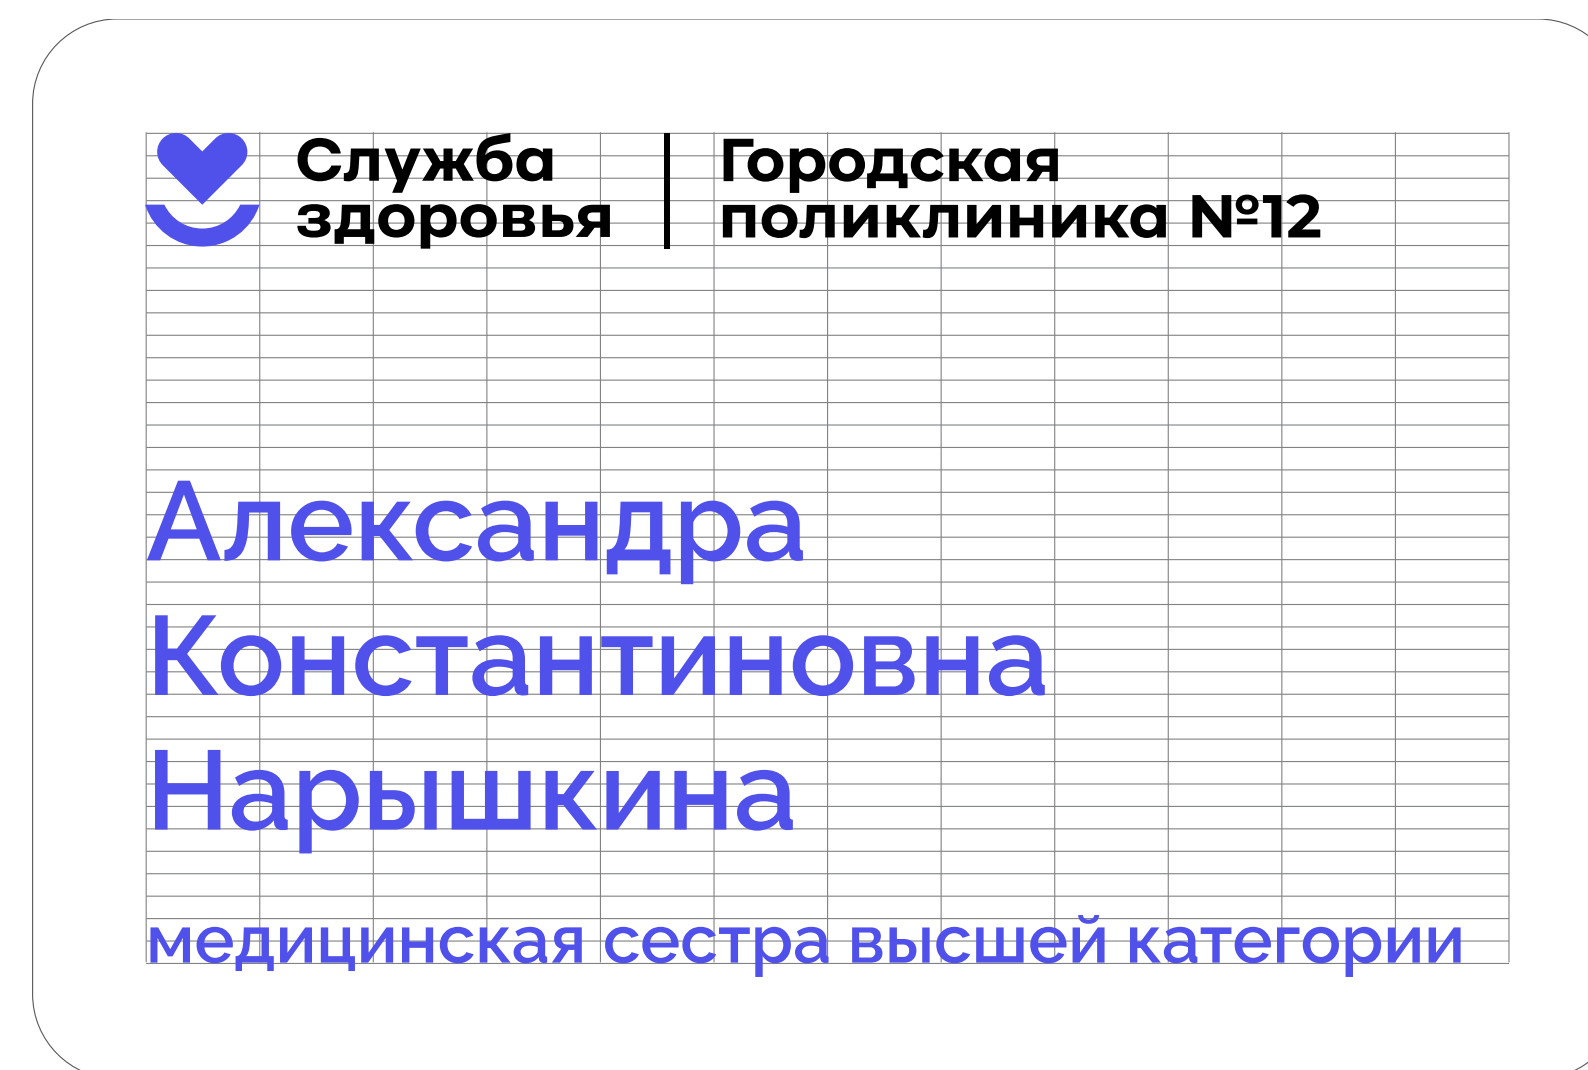 Служба
здоровья
Городская
поликлиника №12
Александра
Константиновна
Нарышкина
медицинская сестра высшей категории